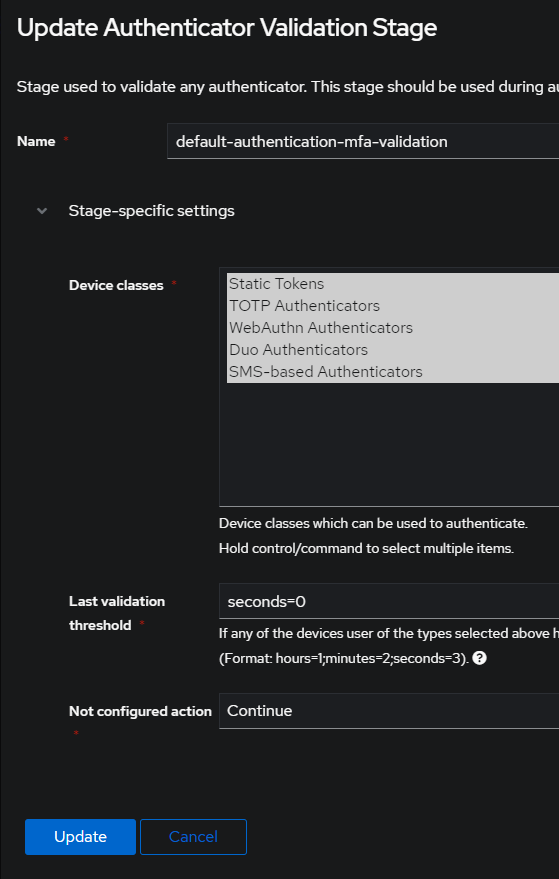 Update Authenticator Validation Stage
Stage used to validate any authenticator. This stage should be used during
Name *
default-authentication-mfa-validation
Stage-specific settings
Device classes *
Static Tokens
TOTP Authenticators
WebAuthn Authenticators
Duo Authenticators
SMS-based Authenticators
Device classes which can be used to authenticate.
Hold control/command to select multiple items.
Last validation threshold *
seconds=0
If any of the devices user of the types selected above
(Format: hours=1;minutes=2;seconds=3). ?
Not configured action *
Continue
Update
Cancel